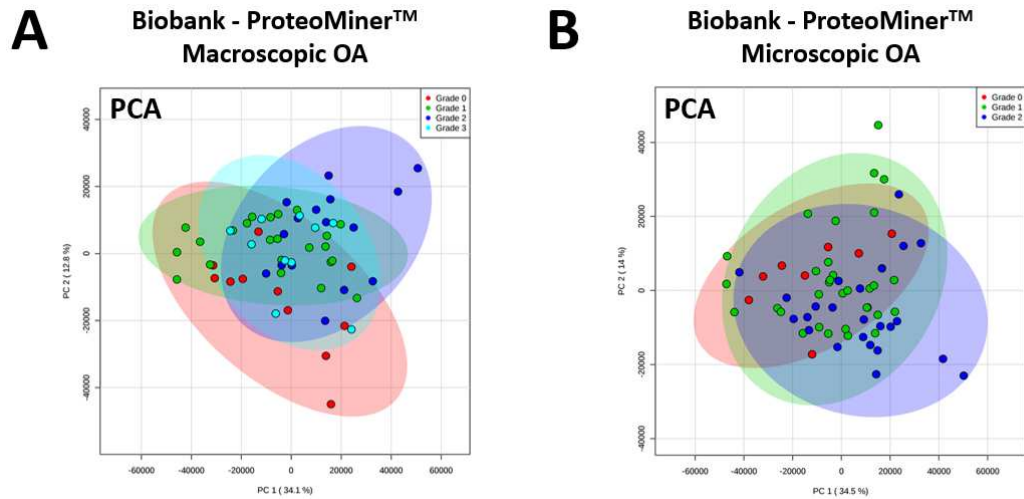 A
Biobank - ProteoMiner™
Macroscopic OA
PCA
Grade 0
Grade 1
Grade 2
Grade 3
40000
20000
0
-20000
-40000
PC 2 ( 12.8 %)
-60000 -40000 -20000 0 20000 40000 60000
PC 1 ( 34.1 %)
B
Biobank - ProteoMiner™
Microscopic OA
PCA
Grade 0
Grade 1
Grade 2
40000
20000
0
-20000
-40000
PC 2 ( 14 %)
-60000 -40000 -20000 0 20000 40000 60000
PC 1 ( 34.5 %)